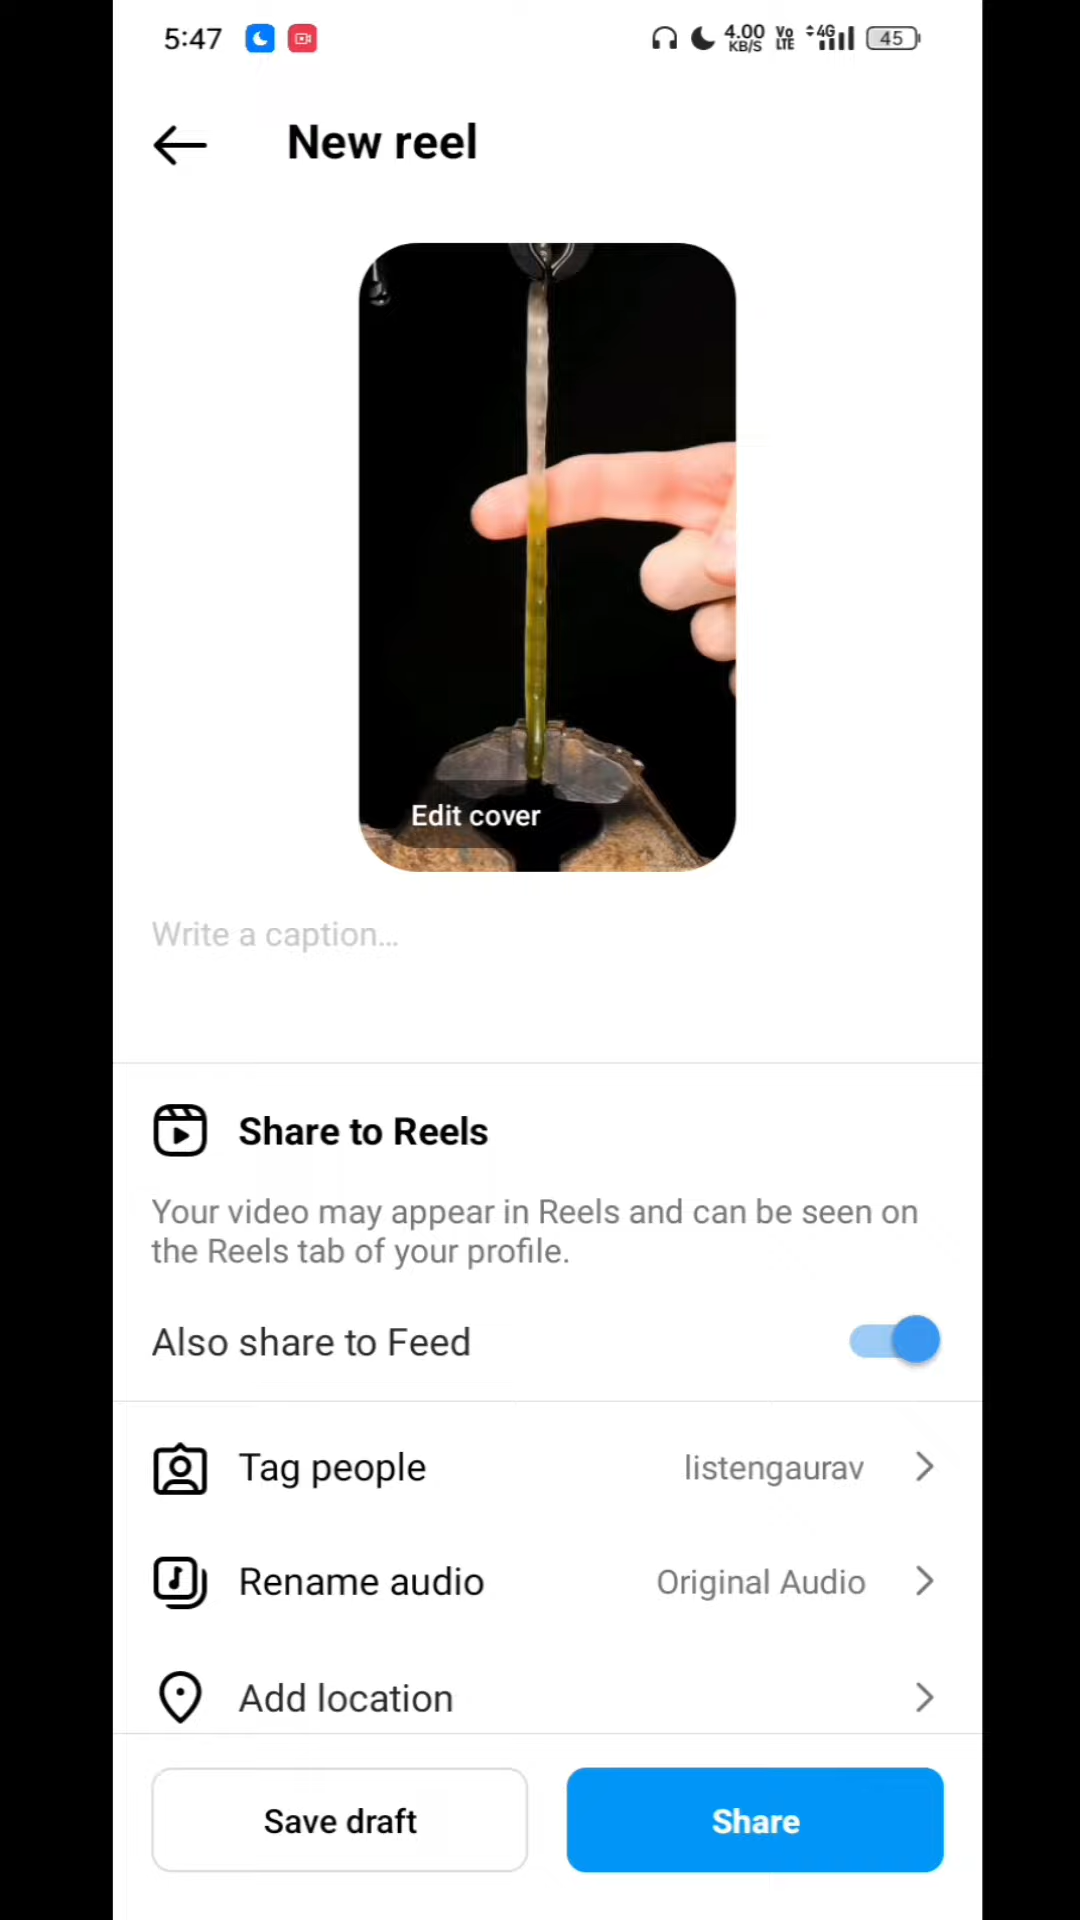 5:47
4.00 KB/S Vo LTE 4G 45
New reel
Edit cover
Write a caption...
Share to Reels
Your video may appear in Reels and can be seen on
the Reels tab of your profile.
Also share to Feed
Tag people listengaurav
Rename audio Original Audio
Add location
Save draft Share